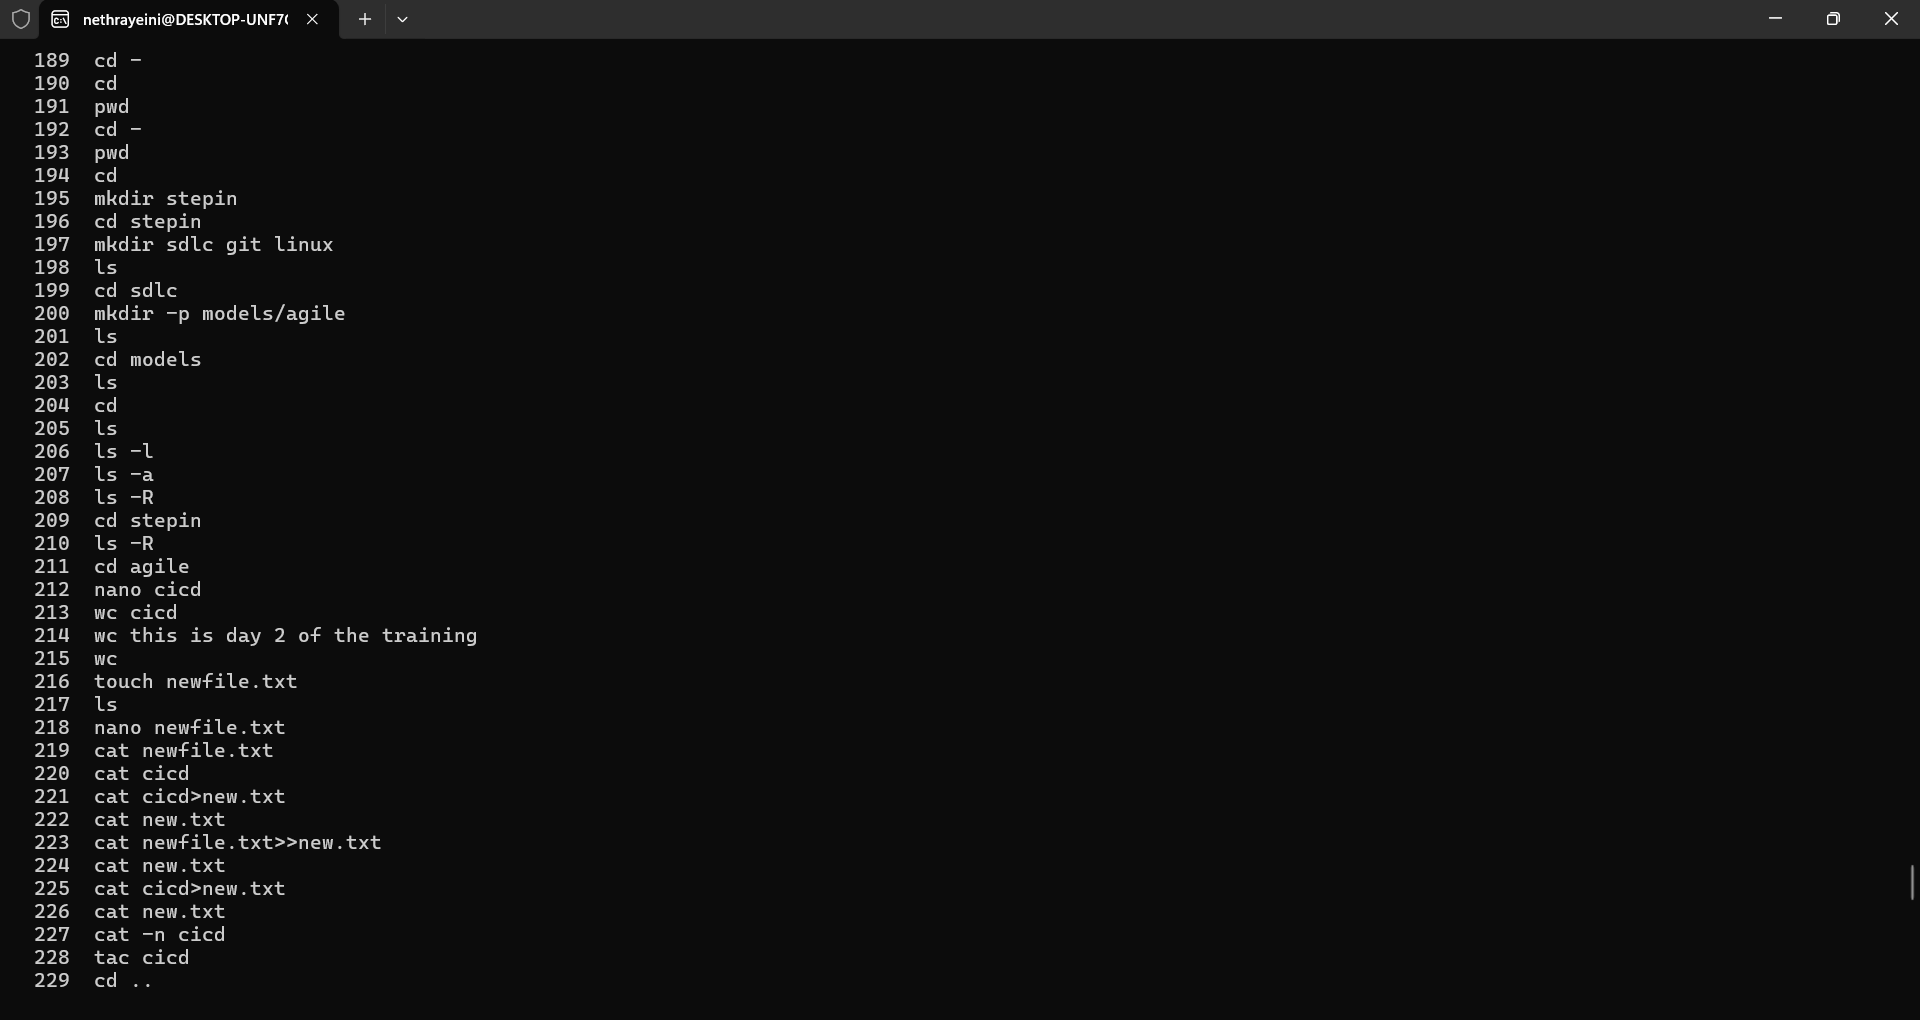 nethrayeini@DESKTOP-UNF7
189 cd -
190 cd
191 pwd
192 cd -
193 pwd
194 cd
195 mkdir stepin
196 cd stepin
197 mkdir sdlc git linux
198 ls
199 cd sdlc
200 mkdir -p models/agile
201 ls
202 cd models
203 ls
204 cd
205 ls
206 ls -l
207 ls -a
208 ls -R
209 cd stepin
210 ls -R
211 cd agile
212 nano cicd
213 wc cicd
214 wc this is day 2 of the training
215 wc
216 touch newfile.txt
217 ls
218 nano newfile.txt
219 cat newfile.txt
220 cat cicd
221 cat cicd>new.txt
222 cat new.txt
223 cat newfile.txt>>new.txt
224 cat new.txt
225 cat cicd>new.txt
226 cat new.txt
227 cat -n cicd
228 tac cicd
229 cd ..